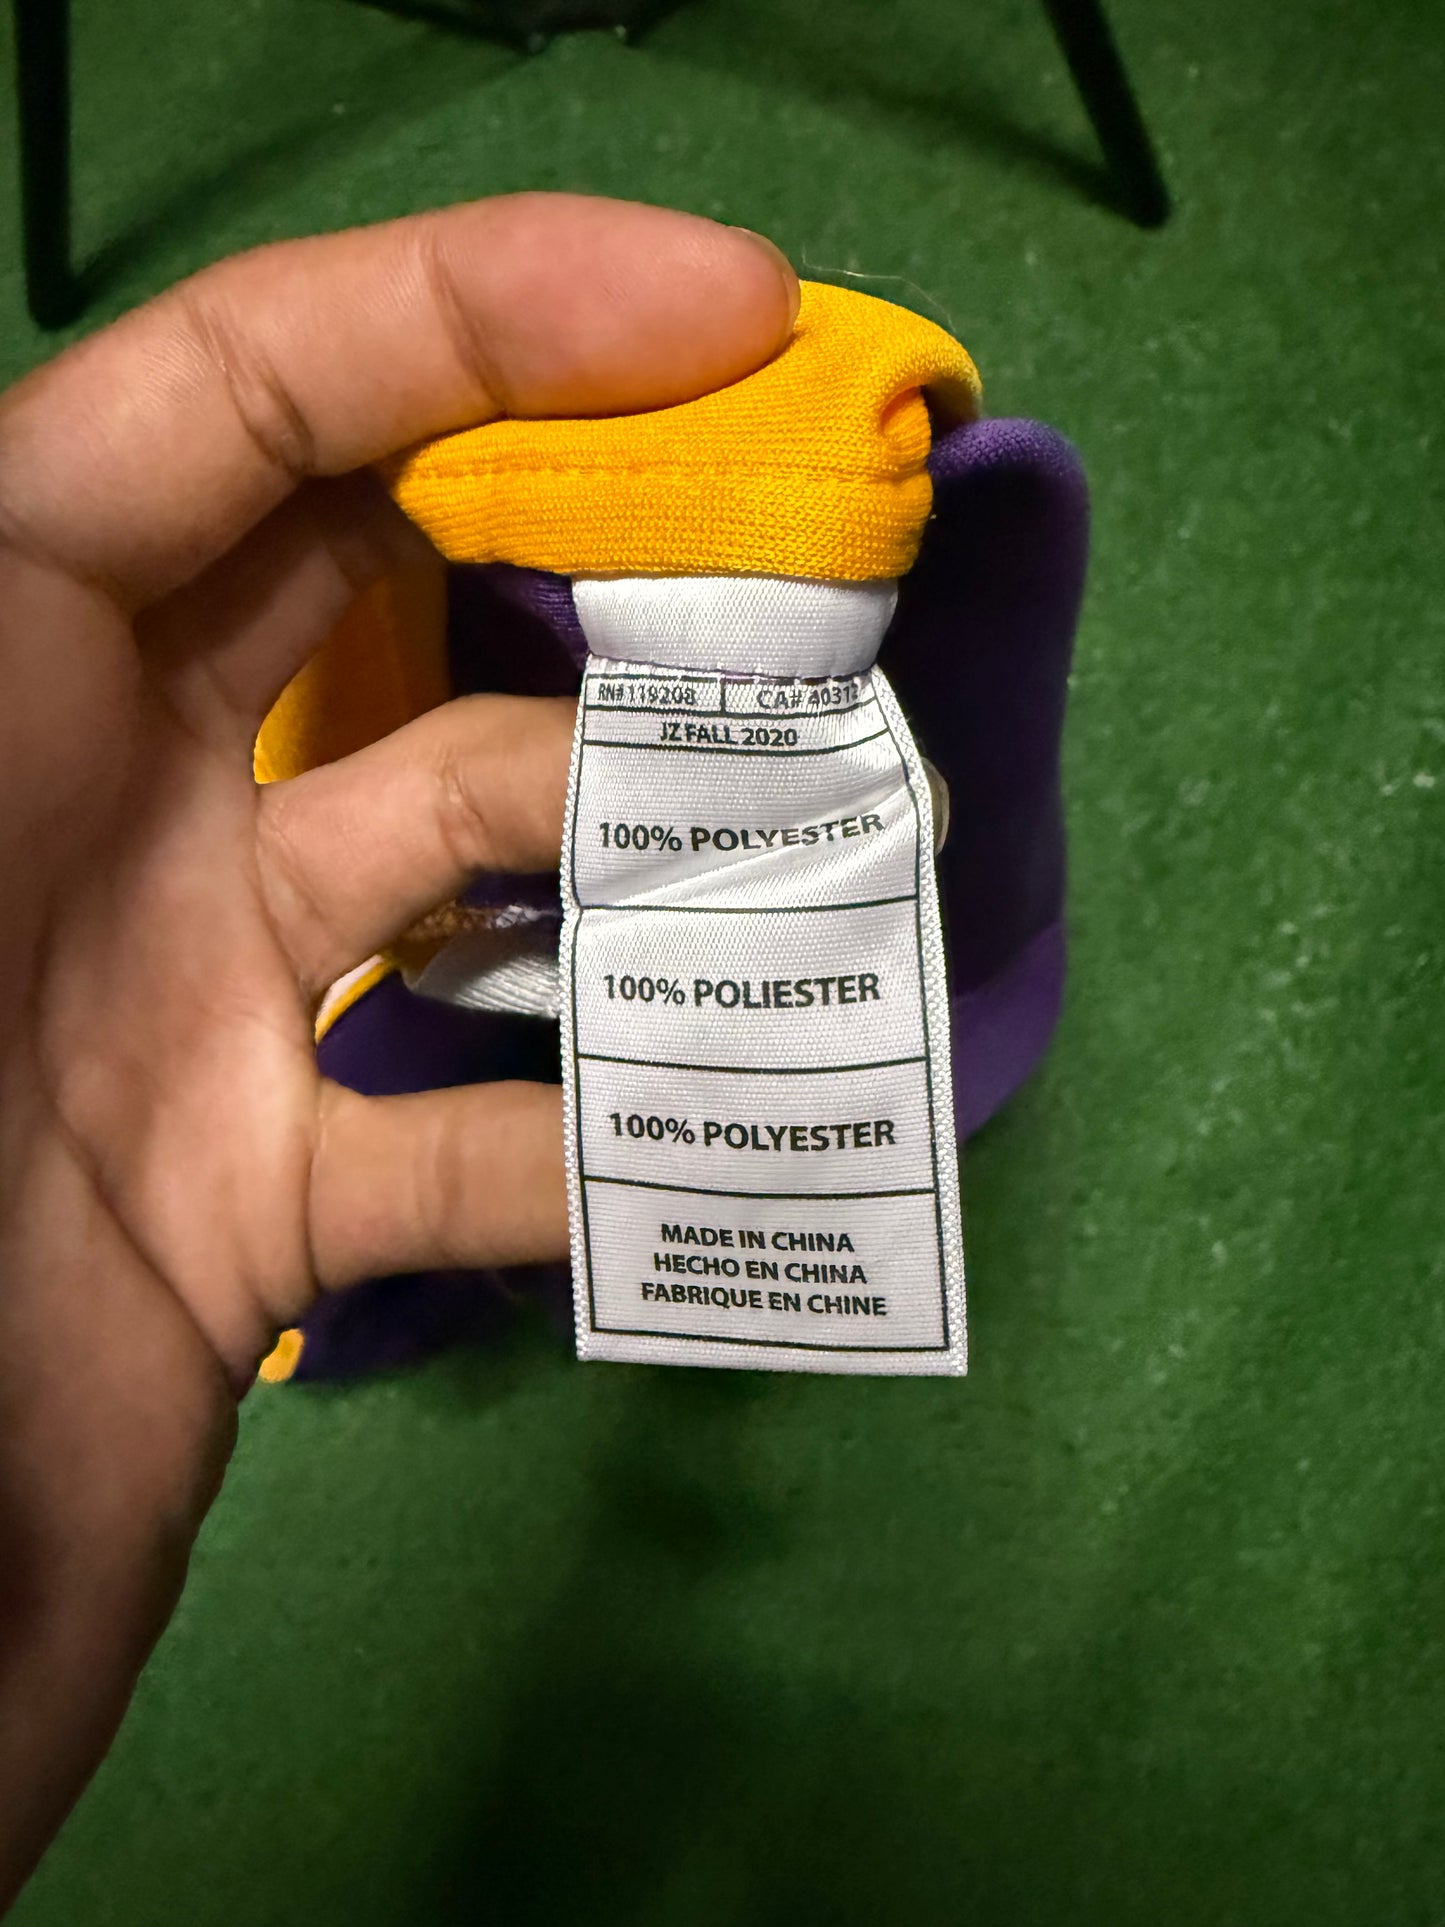 RN# 119208 CA# 40312
JZ FALL 2020
100% POLYESTER
100% POLIESTER
100% POLYESTER
MADE IN CHINA
HECHO EN CHINA
FABRIQUE EN CHINE